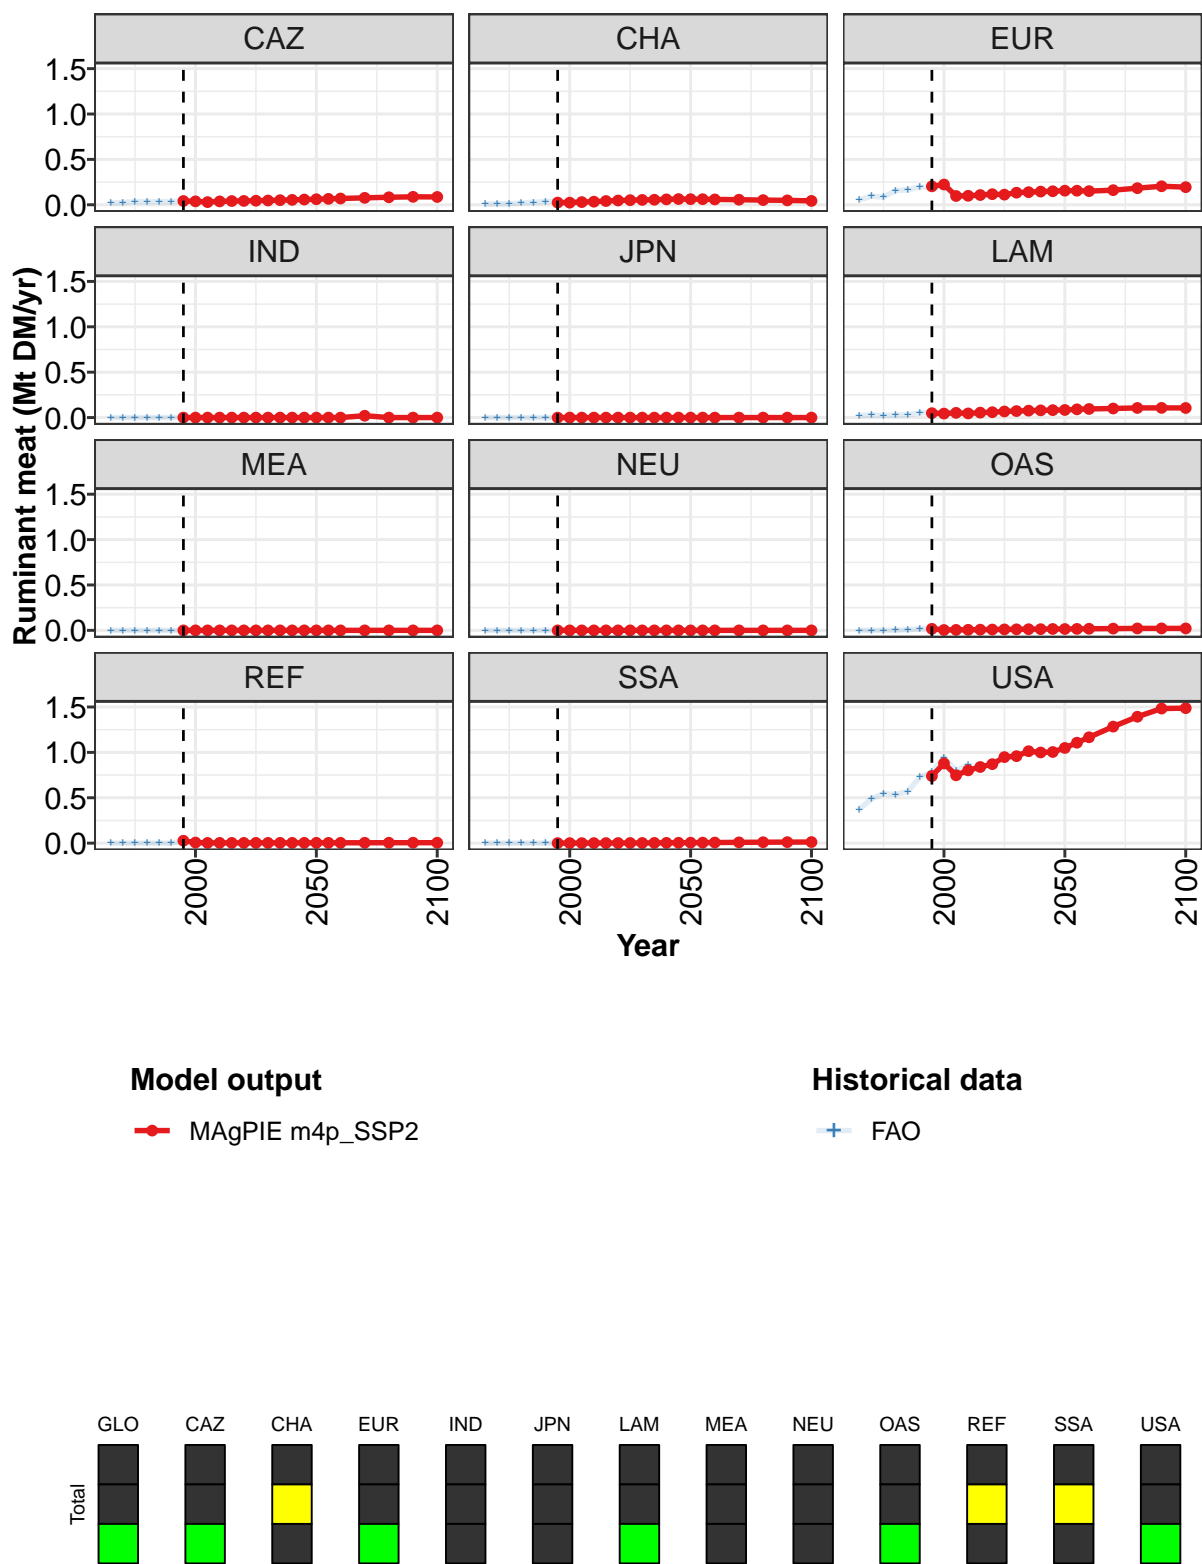 CAZ CHA EUR
1.5
1.0
0.5
0.0
IND JPN LAM
1.5
1.0
0.5
0.0
MEA NEU OAS
1.5
1.0
0.5
0.0
REF SSA USA
1.5
1.0
0.5
0.0
Ruminant meat (Mt DM/yr)
2000 2050 2100 2000 2050 2100 2000 2050 2100
Year
Model output
MAgPIE m4p_SSP2
Historical data
FAO
GLO CAZ CHA EUR IND JPN LAM MEA NEU OAS REF SSA USA
Total